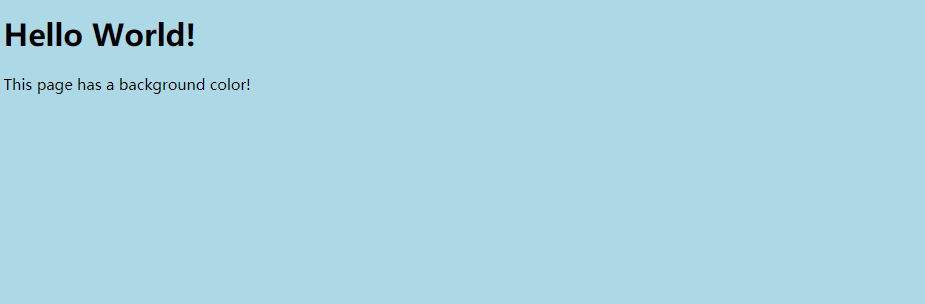 Hello World!
This page has a background color!